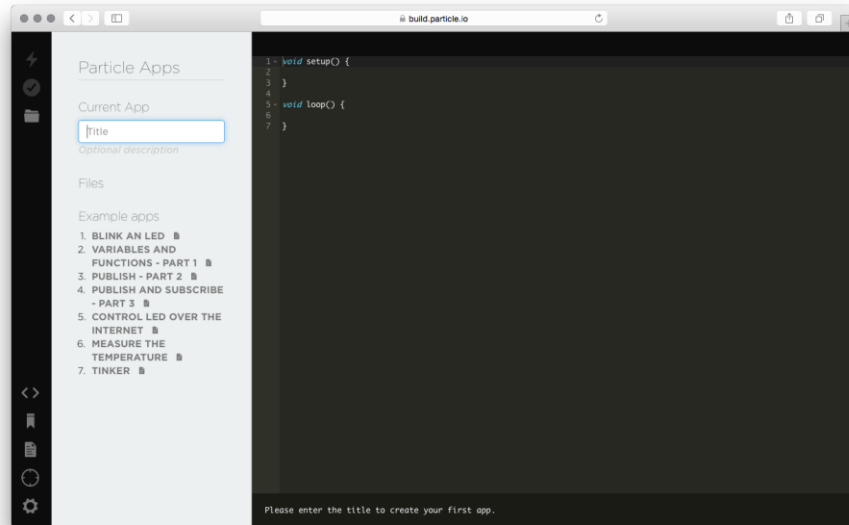 build.particle.io
Particle Apps
Current App
Title
Optional description
Files
Example apps
1. BLINK AN LED
2. VARIABLES AND
FUNCTIONS - PART 1
3. PUBLISH - PART 2
4. PUBLISH AND SUBSCRIBE
- PART 3
5. CONTROL LED OVER THE
INTERNET
6. MEASURE THE
TEMPERATURE
7. TINKER
1 void setup() {
2
3 }
4
5 void loop() {
6
7 }
Please enter the title to create your first app.